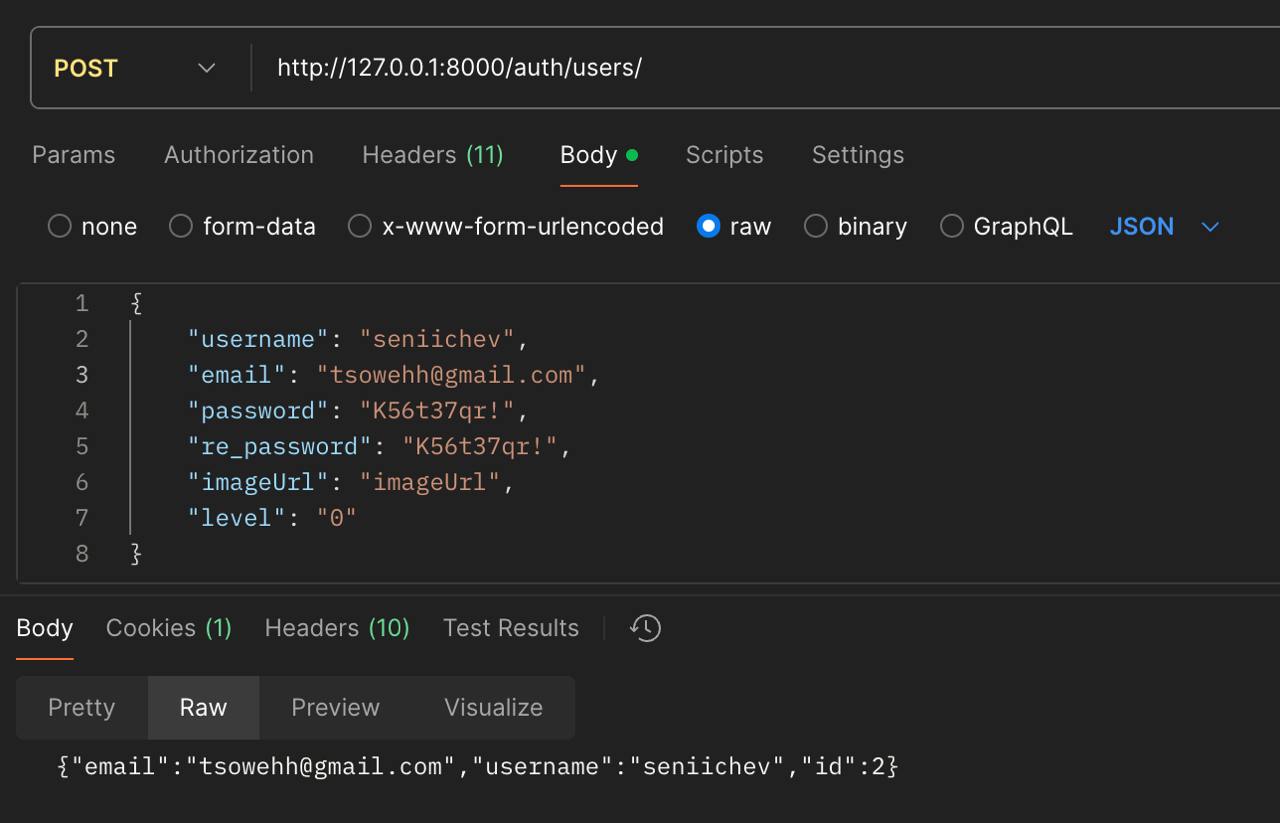 POST http://127.0.0.1:8000/auth/users/
Params Authorization Headers (11) Body Scripts Settings
none form-data x-www-form-urlencoded raw binary GraphQL JSON
1 {
2 "username": "seniichev",
3 "email": "tsowehh@gmail.com",
4 "password": "K56t37qr!",
5 "re_password": "K56t37qr!",
6 "imageUrl": "imageUrl",
7 "level": "0"
8 }
Body Cookies (1) Headers (10) Test Results
Pretty Raw Preview Visualize
{"email":"tsowehh@gmail.com","username":"seniichev","id":2}